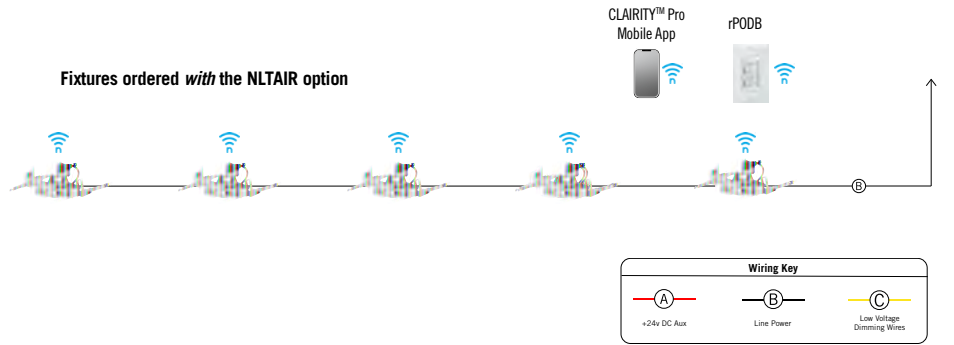 CLAIRITY™ Pro
Mobile App
rPODB
Fixtures ordered with the NLTAIR option
B
Wiring Key
A
B
C
+24v DC Aux
Line Power
Low Voltage
Dimming Wires